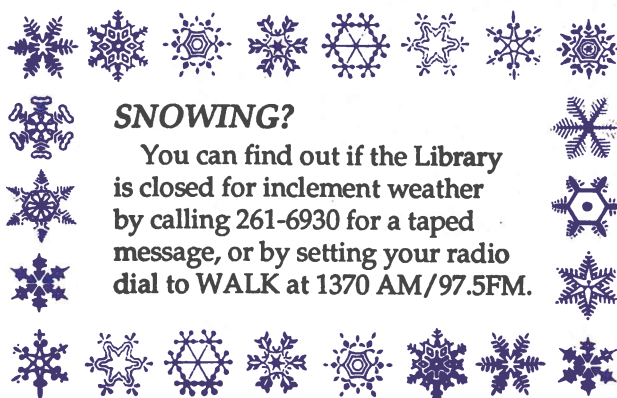 SNOWING?
You can find out if the Library
is closed for inclement weather
by calling 261-6930 for a taped
message, or by setting your radio
dial to WALK at 1370 AM/97.5FM.